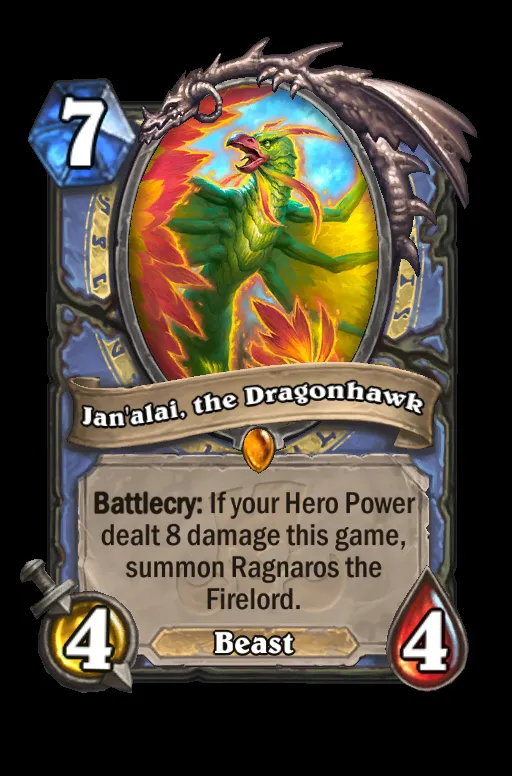 7
Jan'alai, the Dragonhawk
Battlecry: If your Hero Power
dealt 8 damage this game,
summon Ragnaros the
Firelord.
4
Beast
4